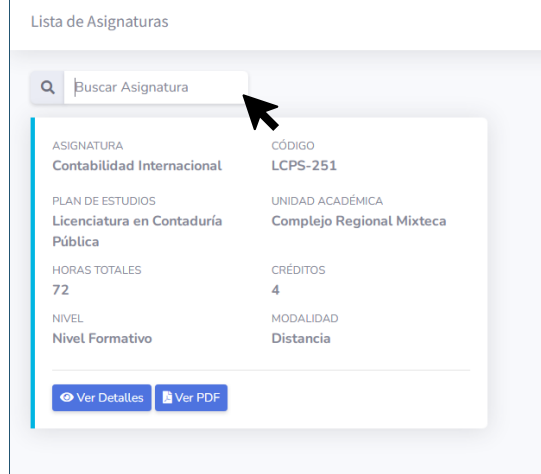 Lista de Asignaturas
Buscar Asignatura
ASIGNATURA
CÓDIGO
Contabilidad Internacional
LCPS-251
PLAN DE ESTUDIOS
UNIDAD ACADÉMICA
Licenciatura en Contaduría
Pública
Complejo Regional Mixteca
HORAS TOTALES
CRÉDITOS
72
4
NIVEL
MODALIDAD
Nivel Formativo
Distancia
Ver Detalles
Ver PDF